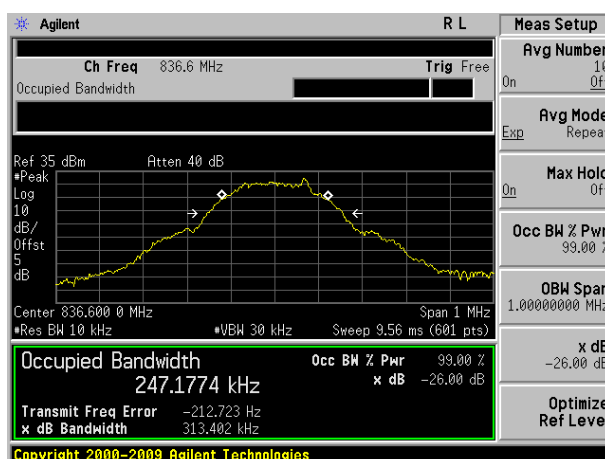 Agilent R L
Ch Freq 836.6 MHz Trig Free
Occupied Bandwidth
Ref 35 dBm Atten 40 dB
#Peak
Log
10
dB/
Offst
5
dB
Center 836.600 0 MHz Span 1 MHz
#Res BW 10 kHz #VBW 30 kHz Sweep 9.56 ms (601 pts)
Occupied Bandwidth Occ BW % Pwr 99.00 %
247.1774 kHz x dB -26.00 dB
Transmit Freq Error -212.723 Hz
x dB Bandwidth 313.402 kHz
Copyright 2000-2009 Agilent Technologies
Meas Setup
Avg Number
On
Avg Mode
Exp Repeat
Max Hold
On
Occ BW % Pwr
99.00 %
OBW Span
1.00000000 MHz
x dB
-26.00 dB
Optimize
Ref Level